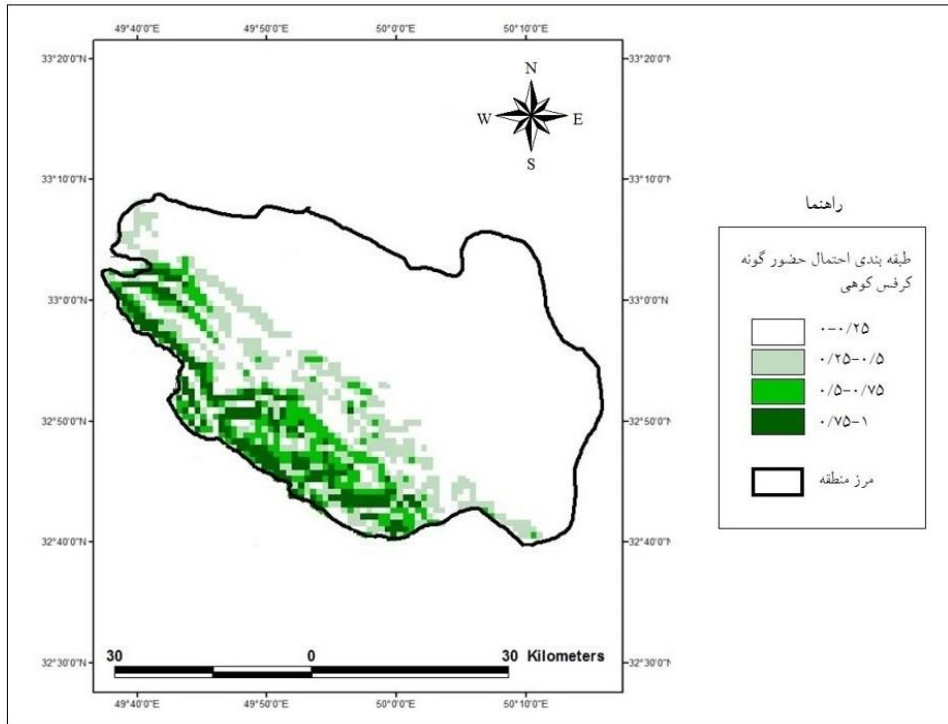 49°40'0"E 49°50'0"E 50°0'0"E 50°10'0"E
33°20'0"N 33°20'0"N
N
W E
S
33°10'0"N 33°10'0"N
راهنما
طبقه بندی احتمال حضور گونه
کرفس کوهی
33°0'0"N 33°0'0"N
۰-۰/۲۵
۰/۲۵-۰/۵
۰/۵-۰/۷۵
۰/۷۵-۱
32°50'0"N 32°50'0"N
مرز منطقه
32°40'0"N 32°40'0"N
30 0 30 Kilometers
32°30'0"N 32°30'0"N
49°40'0"E 49°50'0"E 50°0'0"E 50°10'0"E